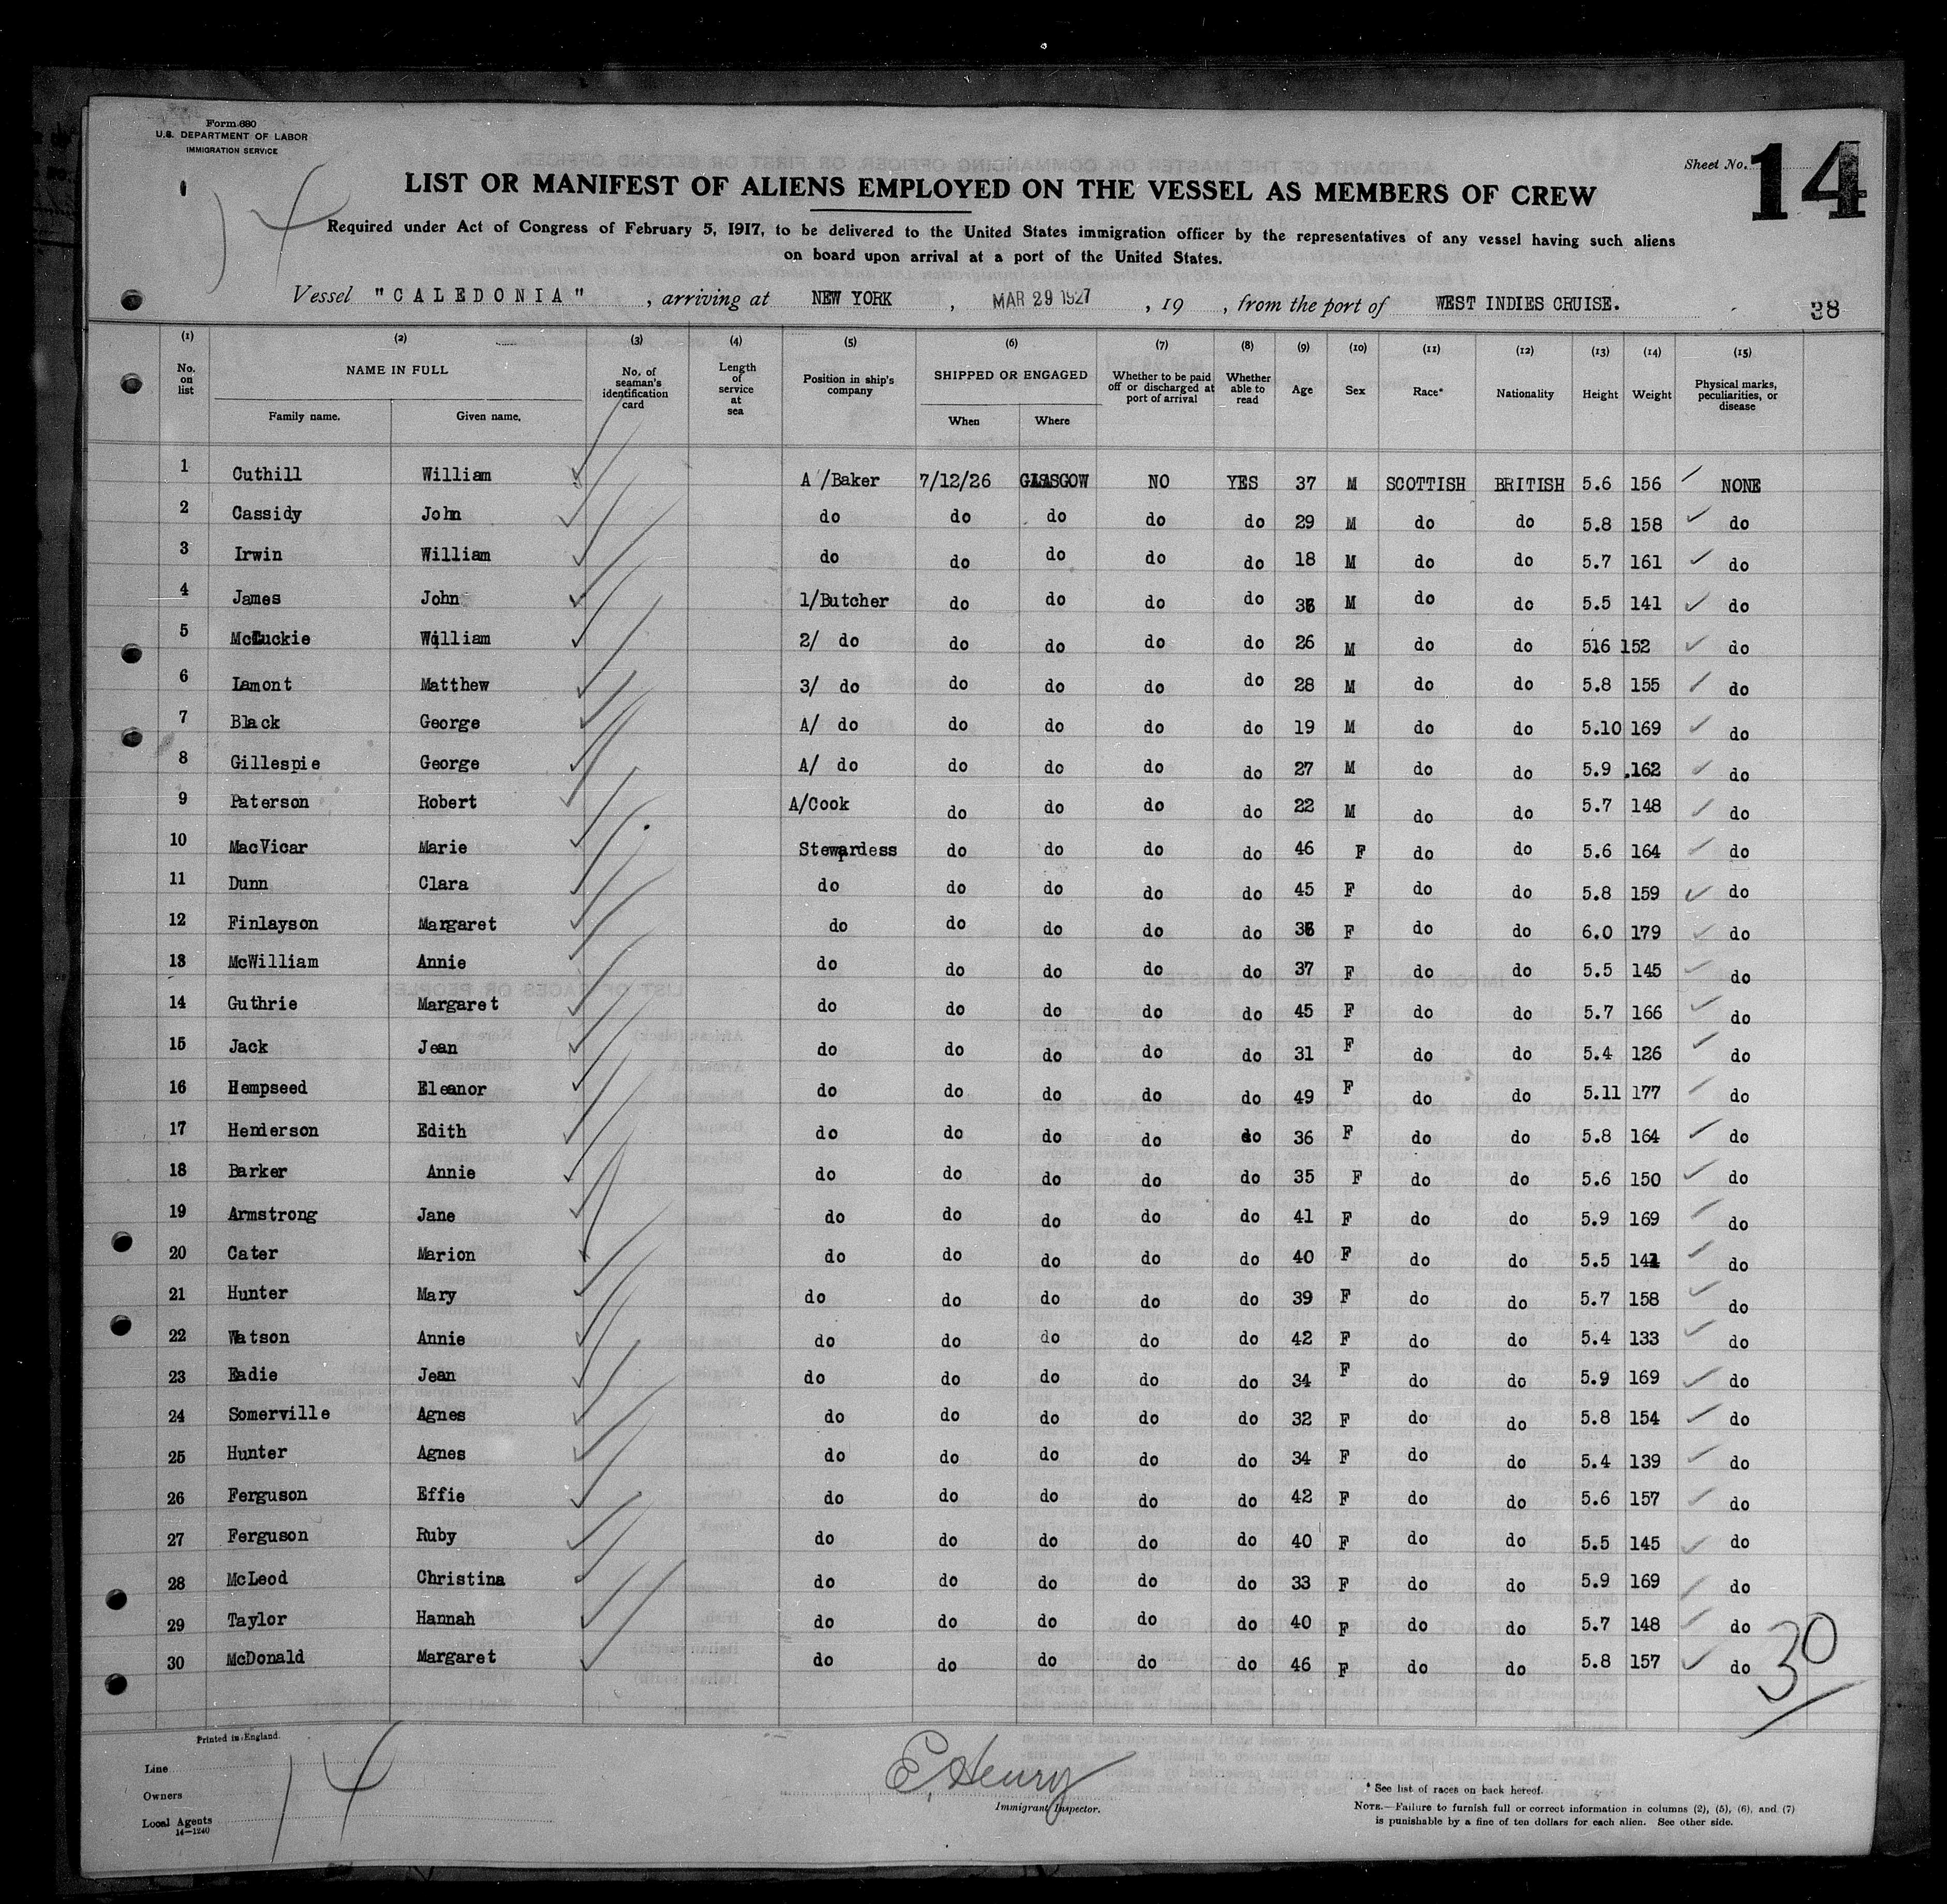 Form 680
U.S. DEPARTMENT OF LABOR
IMMIGRATION SERVICE
14
Sheet No. 14
LIST OR MANIFEST OF ALIENS EMPLOYED ON THE VESSEL AS MEMBERS OF CREW
Required under Act of Congress of February 5, 1917, to be delivered to the United States immigration officer by the representatives of any vessel having such aliens
on board upon arrival at a port of the United States.
Vessel "CALEDONIA" , arriving at NEW YORK , MAR 29 1927 , 19 , from the port of WEST INDIES CRUISE. 38
(1) (2) (3) (4) (5) (6) (7) (8) (9) (10) (11) (12) (13) (14) (15)
No. on list NAME IN FULL Family name. Given name. No. of seaman's identification card Length of service at sea Position in ship's company SHIPPED OR ENGAGED When Where Whether to be paid off or discharged at port of arrival Whether able to read Age Sex Race* Nationality Height Weight Physical marks, peculiarities, or disease
1 Cuthill William A /Baker 7/12/26 GLASGOW NO YES 37 M SCOTTISH BRITISH 5.6 156 NONE
2 Cassidy John do do do do do 29 M do do 5.8 158 do
3 Irwin William do do do do do 18 M do do 5.7 161 do
4 James John 1/Butcher do do do do M do do 5.5 141 do
5 McLuckie William 2/ do do do do do 26 M do do 516 152 do
6 Lamont Matthew 3/ do do do do do 28 M do do 5.8 155 do
7 Black George A/ do do do do do 19 M do do 5.10 169 do
8 Gillespie George A/ do do do do do 27 M do do 5.9 162 do
9 Paterson Robert A/Cook do do do do 22 M do do 5.7 148 do
10 MacVicar Marie Stewardess do do do do 46 F do do 5.6 164 do
11 Dunn Clara do do do do do 45 F do do 5.8 159 do
12 Finlayson Margaret do do do do do F do do 6.0 179 do
13 McWilliam Annie do do do do do 37 F do do 5.5 145 do
14 Guthrie Margaret do do do do do 45 F do do 5.7 166 do
15 Jack Jean do do do do do 31 F do do 5.4 126 do
16 Hempseed Eleanor do do do do do 49 F do do 5.11 177 do
17 Henderson Edith do do do do do 36 F do do 5.8 164 do
18 Barker Annie do do do do do 35 F do do 5.6 150 do
19 Armstrong Jane do do do do do 41 F do do 5.9 169 do
20 Cater Marion do do do do do 40 F do do 5.5 do
21 Hunter Mary do do do do do 39 F do do 5.7 158 do
22 Watson Annie do do do do do 42 F do do 5.4 133 do
23 Eadie Jean do do do do do 34 F do do 5.9 169 do
24 Somerville Agnes do do do do do 32 F do do 5.8 154 do
25 Hunter Agnes do do do do do 34 F do do 5.4 139 do
26 Ferguson Effie do do do do do 42 F do do 5.6 157 do
27 Ferguson Ruby do do do do do 40 F do do 5.5 145 do
28 McLeod Christina do do do do do 33 F do do 5.9 169 do
29 Taylor Hannah do do do do do 40 F do do 5.7 148 do
30 McDonald Margaret do do do do do 46 F do do 5.8 157 do
30
Printed in England.
Line
Owners
Local Agents
14—1240
14
E Henry
Immigrant Inspector.
* See list of races on back hereof.
NOTE.—Failure to furnish full or correct information in columns (2), (5), (6), and (7)
is punishable by a fine of ten dollars for each alien. See other side.